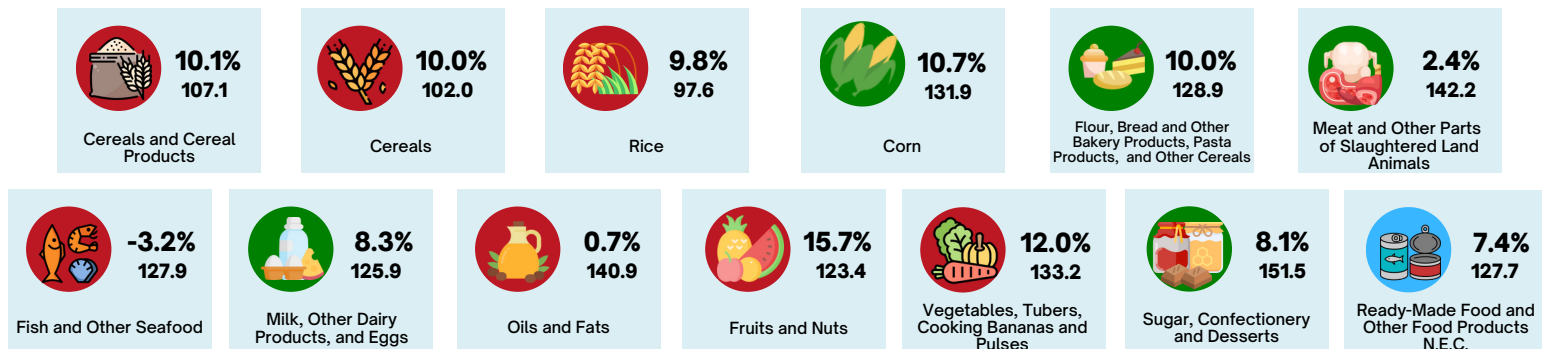 10.1%
107.1
Cereals and Cereal
Products
10.0%
102.0
Cereals
9.8%
97.6
Rice
10.7%
131.9
Corn
10.0%
128.9
Flour, Bread and Other
Bakery Products, Pasta
Products, and Other Cereals
2.4%
142.2
Meat and Other Parts
of Slaughtered Land
Animals
-3.2%
127.9
Fish and Other Seafood
8.3%
125.9
Milk, Other Dairy
Products, and Eggs
0.7%
140.9
Oils and Fats
15.7%
123.4
Fruits and Nuts
12.0%
133.2
Vegetables, Tubers,
Cooking Bananas and
Pulses
8.1%
151.5
Sugar, Confectionery
and Desserts
7.4%
127.7
Ready-Made Food and
Other Food Products
N.E.C.